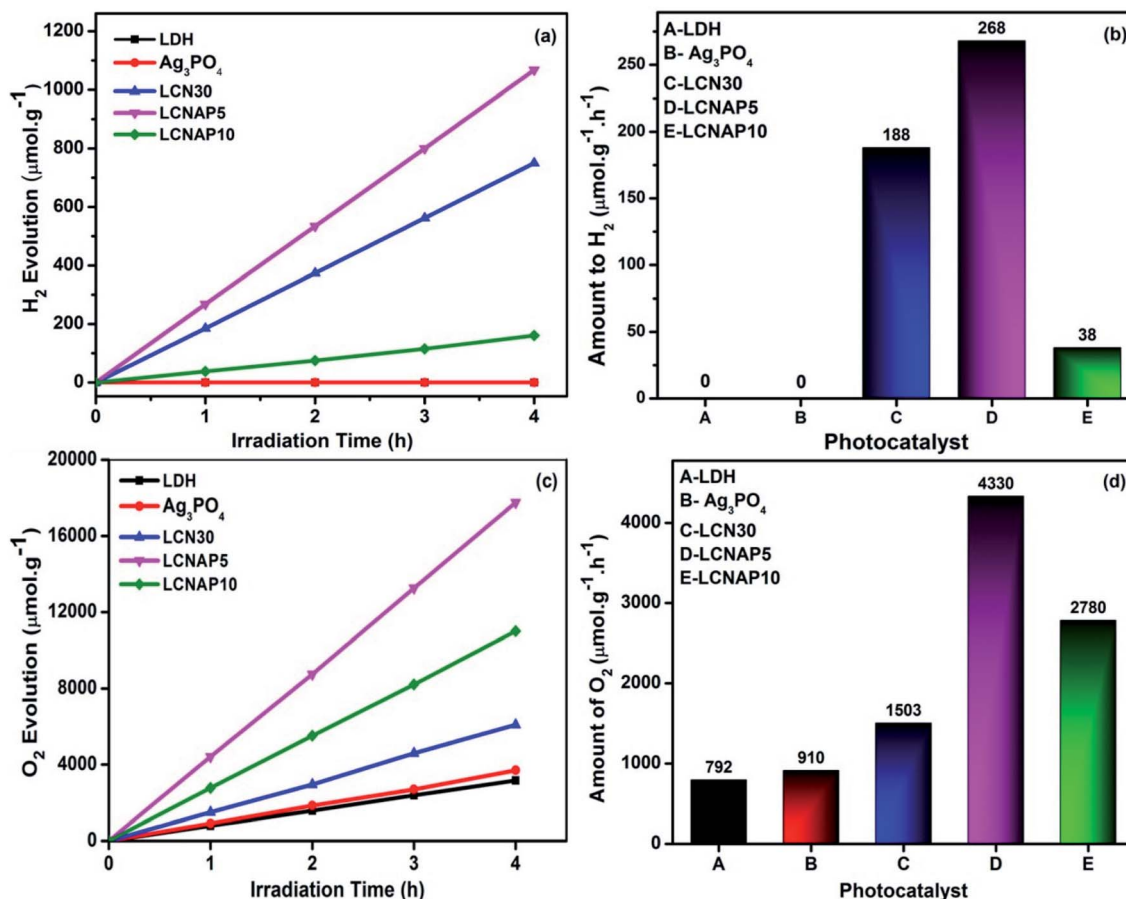 (a)
LDH
Ag₃PO₄
LCN30
LCNAP5
LCNAP10
1200
1000
800
600
400
200
0
H₂ Evolution (μmol.g⁻¹)
0 1 2 3 4
Irradiation Time (h)
(b)
A-LDH
B- Ag₃PO₄
C-LCN30
D-LCNAP5
E-LCNAP10
250
200
150
100
50
0
Amount to H₂ (μmol.g⁻¹.h⁻¹)
0 0 188 268 38
A B C D E
Photocatalyst
(c)
LDH
Ag₃PO₄
LCN30
LCNAP5
LCNAP10
20000
16000
12000
8000
4000
0
O₂ Evolution (μmol.g⁻¹)
0 1 2 3 4
Irradiation Time (h)
(d)
A-LDH
B- Ag₃PO₄
C-LCN30
D-LCNAP5
E-LCNAP10
4000
3000
2000
1000
0
Amount of O₂ (μmol.g⁻¹.h⁻¹)
792 910 1503 4330 2780
A B C D E
Photocatalyst